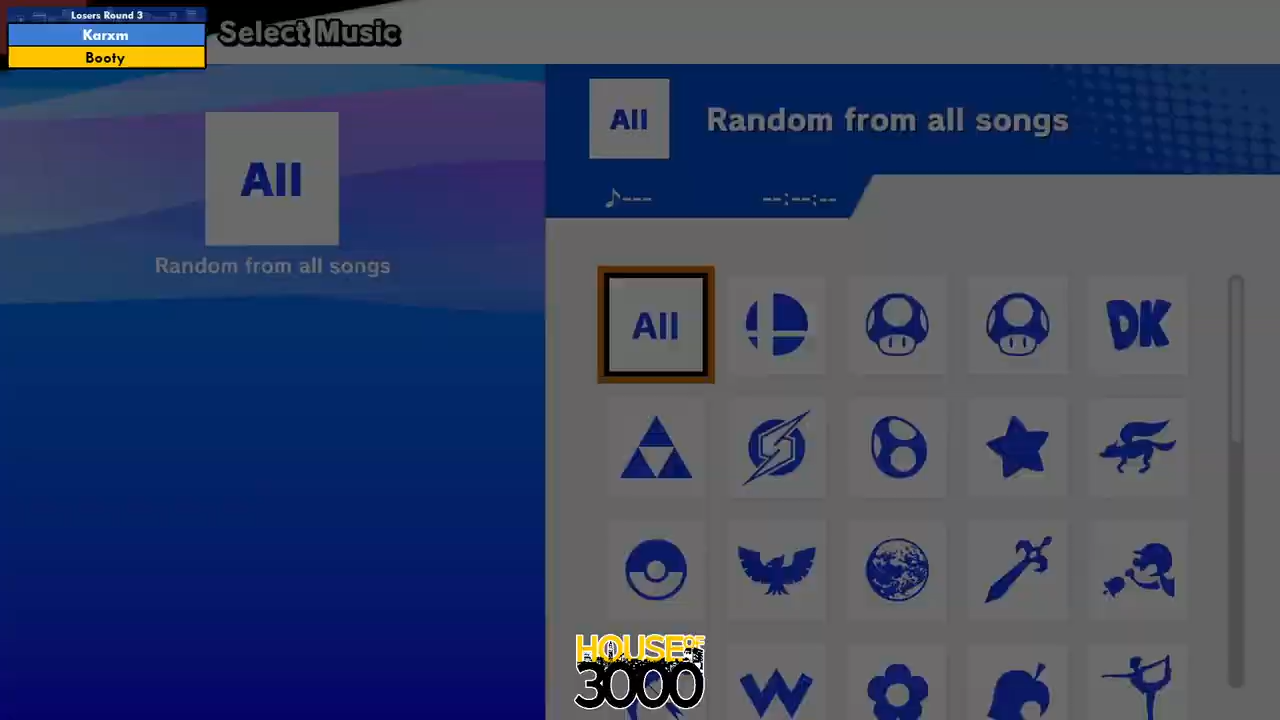 Losers Round 3
Karxm
Booty
Select Music
All
Random from all songs
All
Random from all songs
♪---
--:--:--
All
DK
W
HOUSE OF
3000